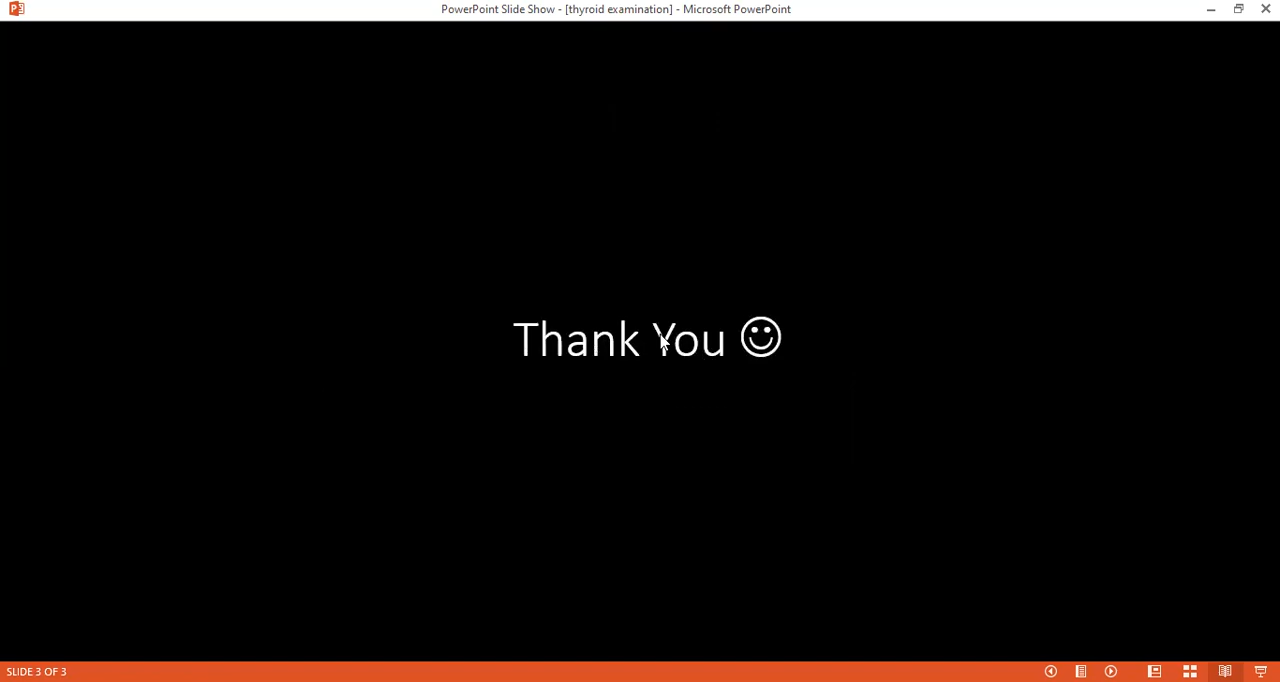 PowerPoint Slide Show - [thyroid examination] - Microsoft PowerPoint
Thank You ☺
SLIDE 3 OF 3